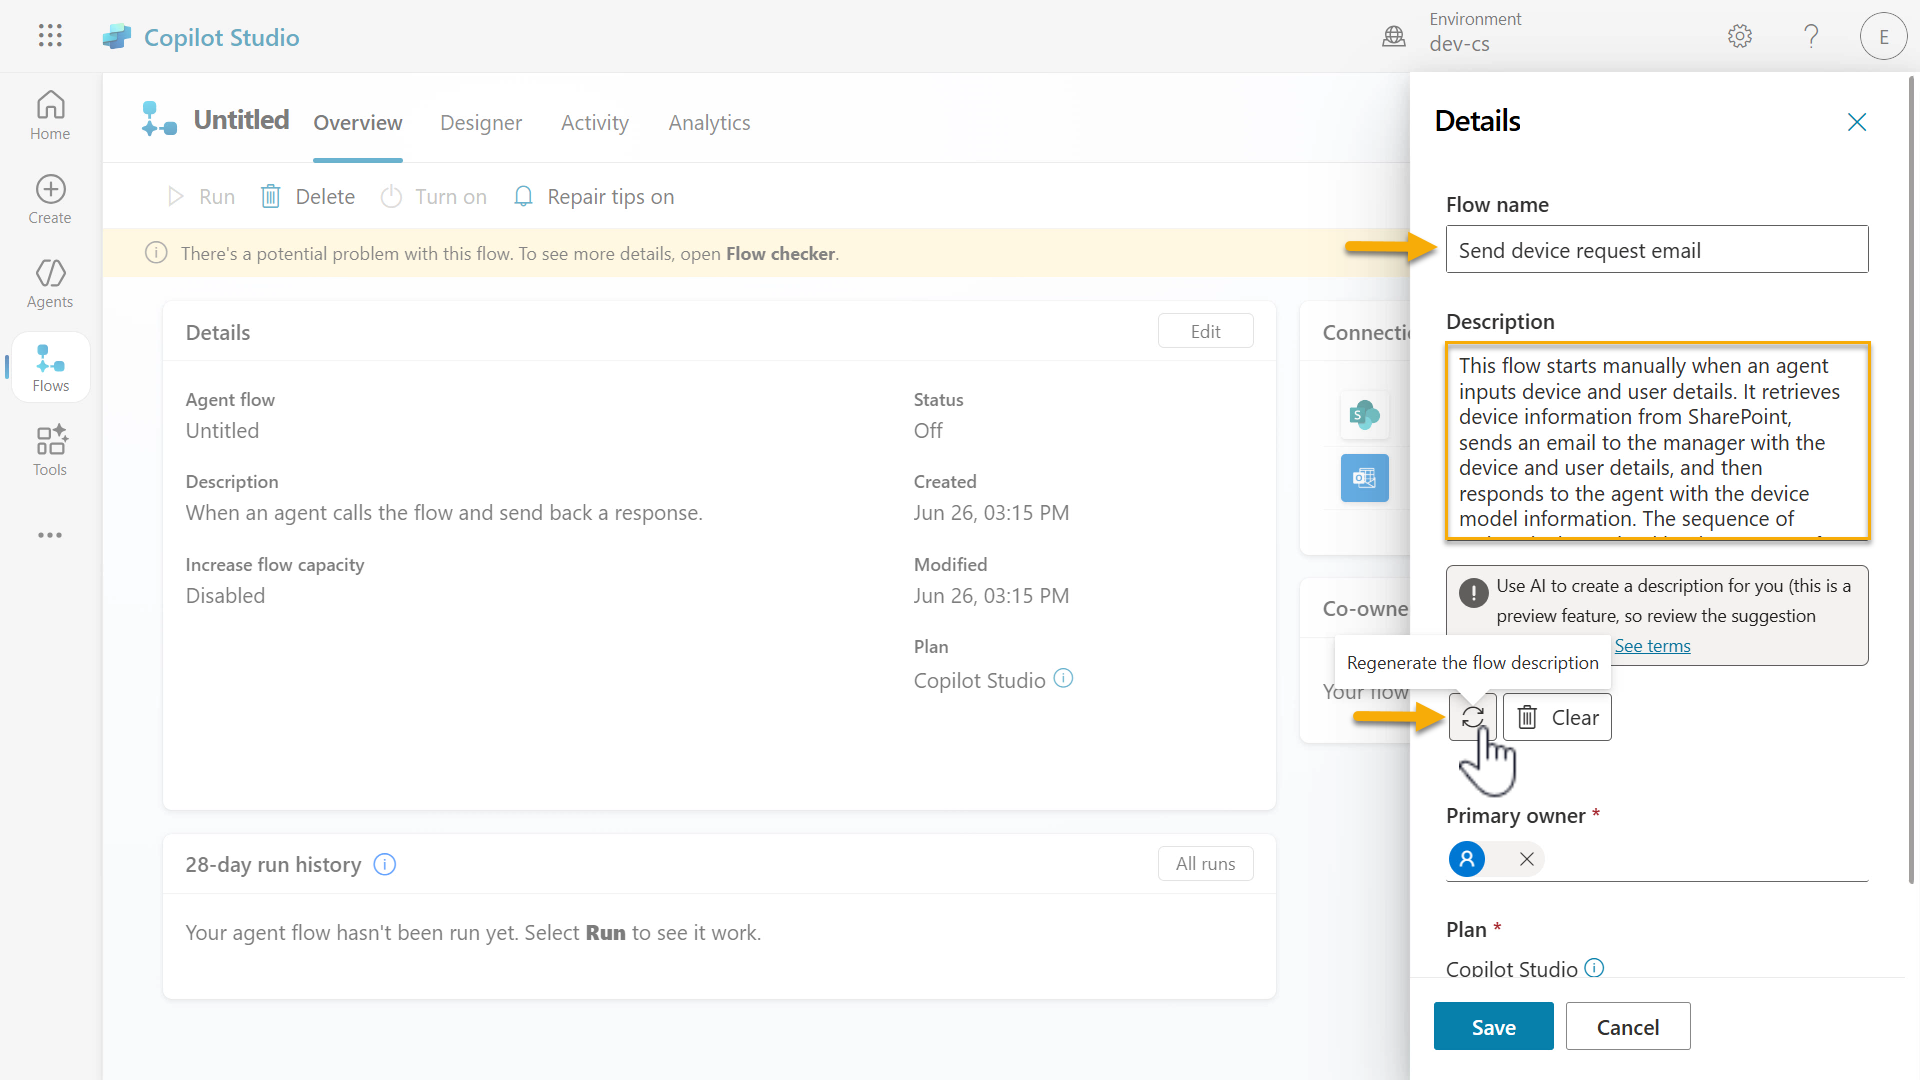 Copilot Studio
Environment
dev-cs
E
Home
Create
Agents
Flows
Tools
Untitled
Overview
Designer
Activity
Analytics
Run
Delete
Turn on
Repair tips on
There's a potential problem with this flow. To see more details, open Flow checker.
Details
Edit
Agent flow
Untitled
Description
When an agent calls the flow and send back a response.
Increase flow capacity
Disabled
Status
Off
Created
Jun 26, 03:15 PM
Modified
Jun 26, 03:15 PM
Plan
Copilot Studio
28-day run history
All runs
Your agent flow hasn't been run yet. Select Run to see it work.
Co-owne
Your flow
Details
Flow name
Send device request email
Description
This flow starts manually when an agent
inputs device and user details. It retrieves
device information from SharePoint,
sends an email to the manager with the
device and user details, and then
responds to the agent with the device
model information. The sequence of
Use AI to create a description for you (this is a
preview feature, so review the suggestion
See terms
Regenerate the flow description
Clear
Primary owner *
Plan *
Copilot Studio
Save
Cancel